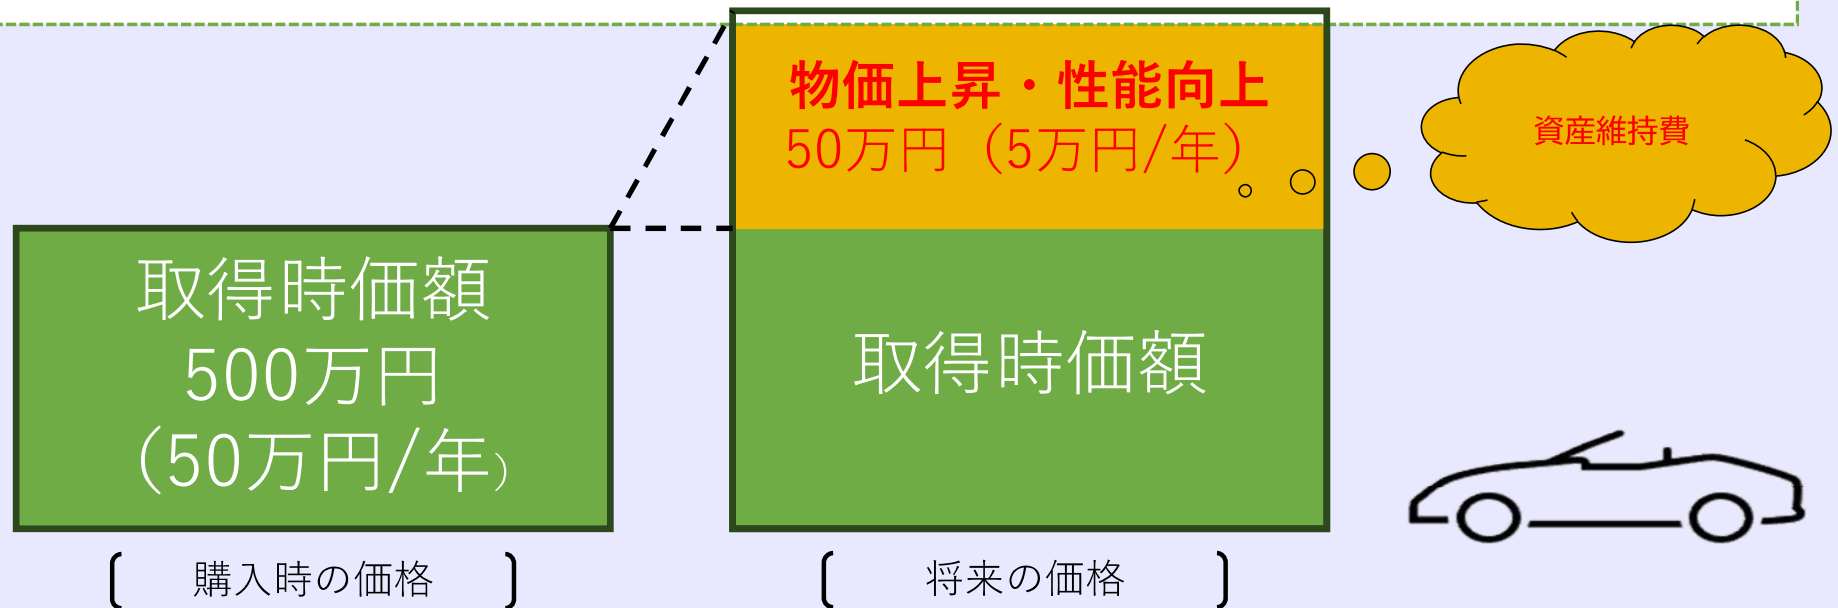 物価上昇・性能向上
50万円（5万円/年）
資産維持費
取得時価額
500万円
（50万円/年）
取得時価額
購入時の価格
将来の価格